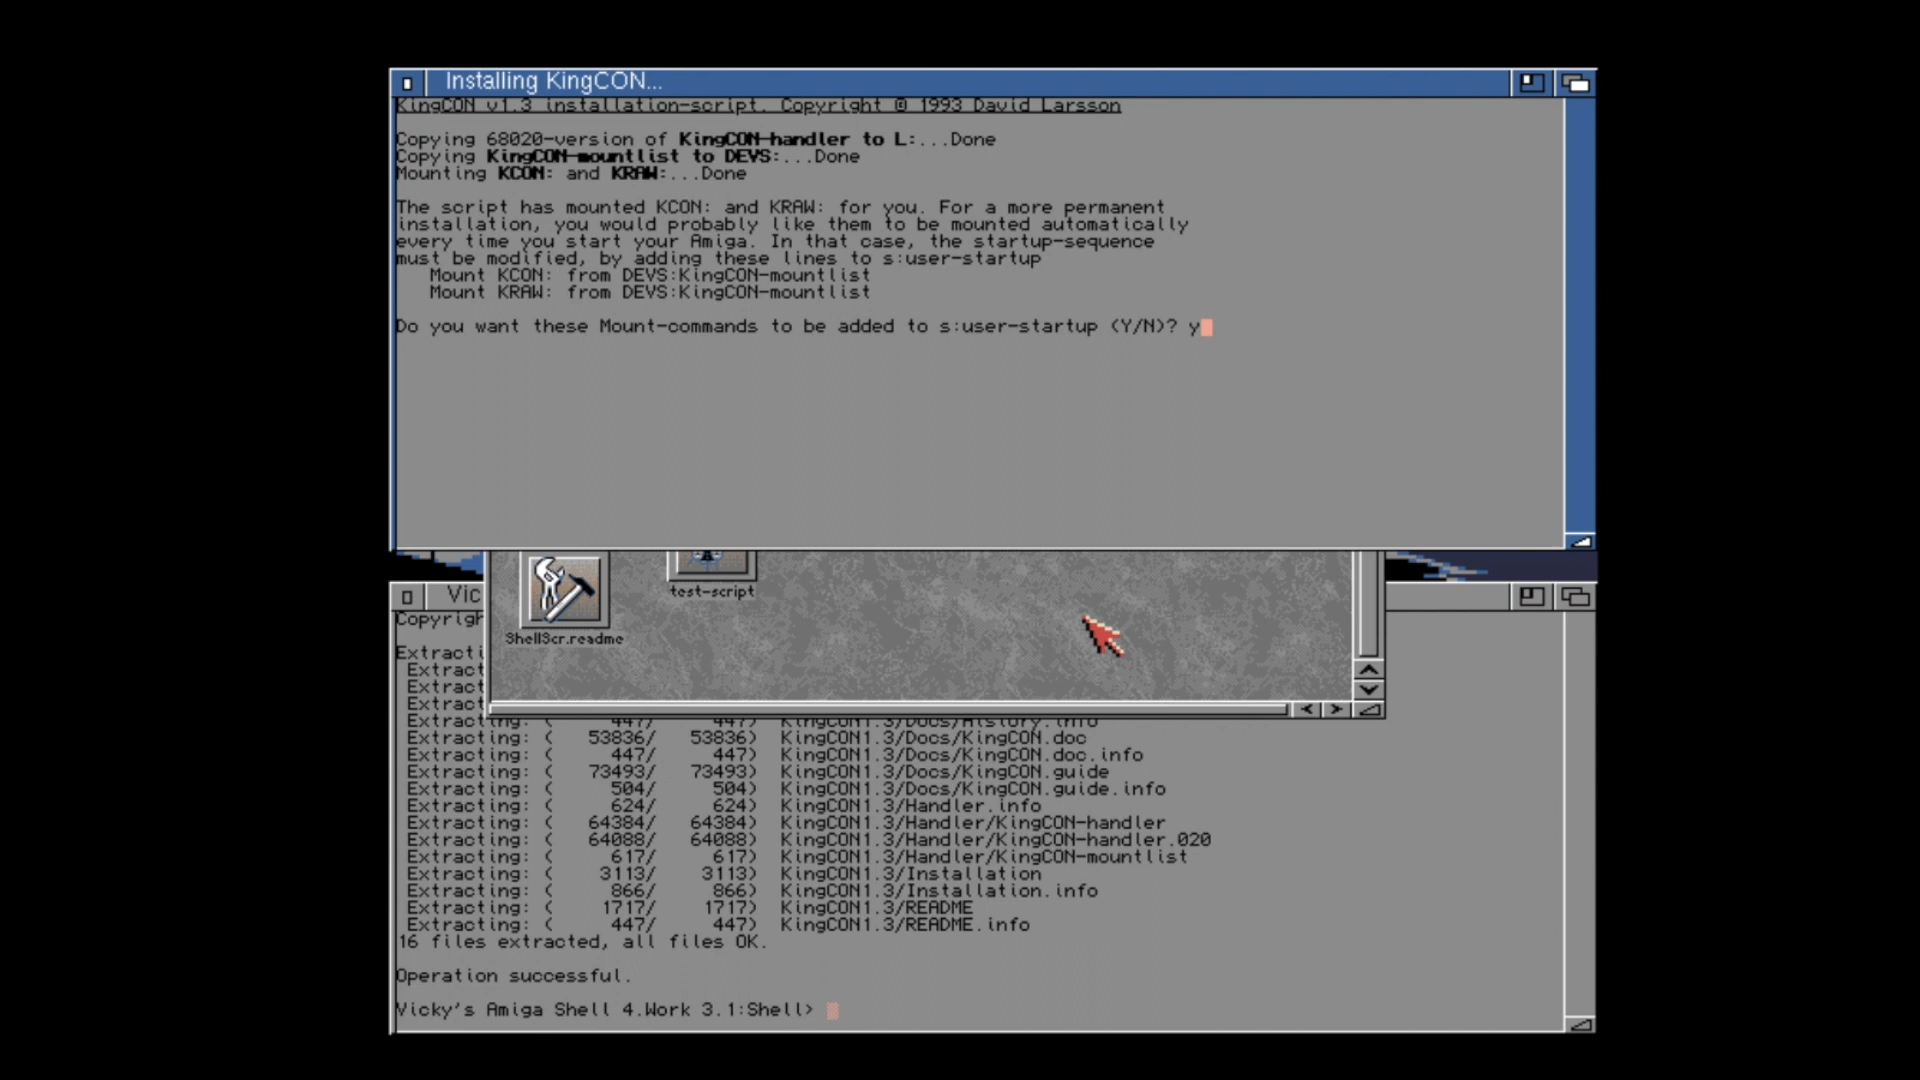 Installing KingCON...
KingCON v1.3 installation-script. Copyright © 1993 David Larsson
Copying 68020-version of KingCON-handler to L:...Done
Copying KingCON-mountlist to DEVS:...Done
Mounting KCON: and KRAW:...Done
The script has mounted KCON: and KRAW: for you. For a more permanent
installation, you would probably like them to be mounted automatically
every time you start your Amiga. In that case, the startup-sequence
must be modified, by adding these lines to s:user-startup
Mount KCON: from DEVS:KingCON-mountlist
Mount KRAW: from DEVS:KingCON-mountlist
Do you want these Mount-commands to be added to s:user-startup (Y/N)? y
test-script
ShellScr.readme
Vic
Copyrigh
Extracti
Extract
Extract
Extract
Extracting: ( 447/ 447) KingCON1.3/Docs/History.info
Extracting: ( 53836/ 53836) KingCON1.3/Docs/KingCON.doc
Extracting: ( 447/ 447) KingCON1.3/Docs/KingCON.doc.info
Extracting: ( 73493/ 73493) KingCON1.3/Docs/KingCON.guide
Extracting: ( 504/ 504) KingCON1.3/Docs/KingCON.guide.info
Extracting: ( 624/ 624) KingCON1.3/Handler.info
Extracting: ( 64384/ 64384) KingCON1.3/Handler/KingCON-handler
Extracting: ( 64088/ 64088) KingCON1.3/Handler/KingCON-handler.020
Extracting: ( 617/ 617) KingCON1.3/Handler/KingCON-mountlist
Extracting: ( 3113/ 3113) KingCON1.3/Installation
Extracting: ( 866/ 866) KingCON1.3/Installation.info
Extracting: ( 1717/ 1717) KingCON1.3/README
Extracting: ( 447/ 447) KingCON1.3/README.info
16 files extracted, all files OK.
Operation successful.
Vicky's Amiga Shell 4.Work 3.1:Shell>